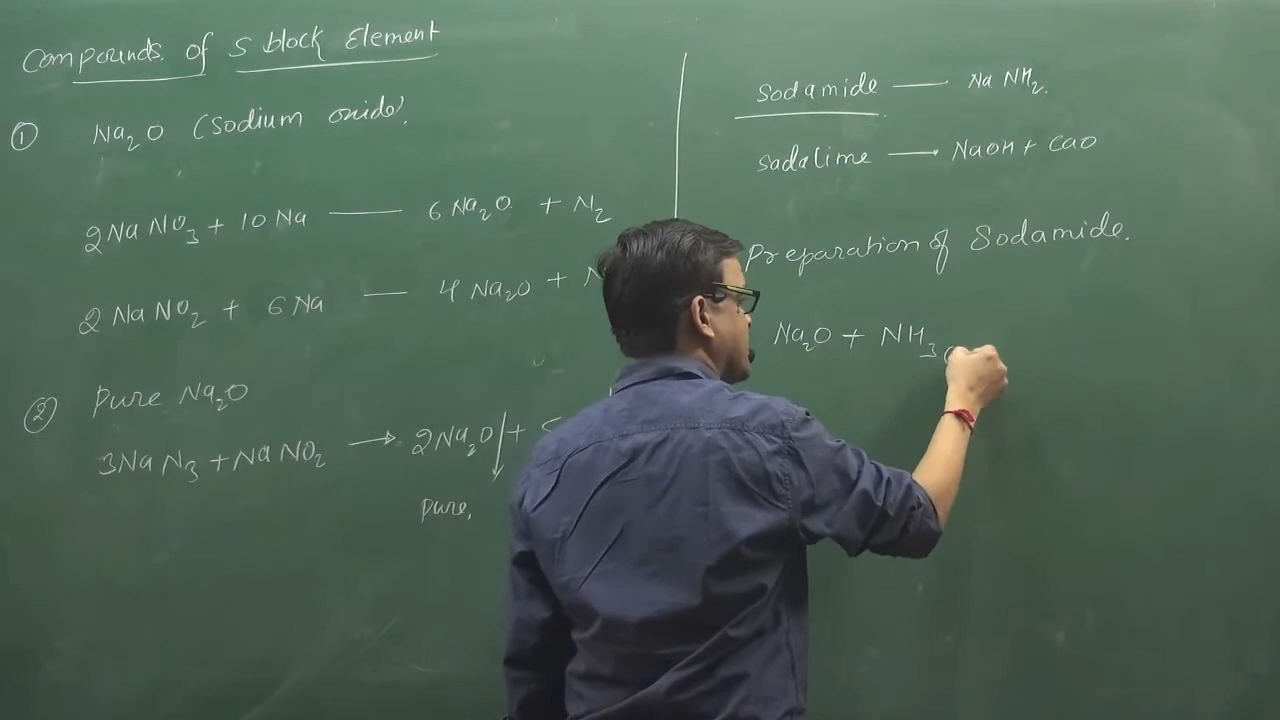 Compounds of S block Element
① Na₂O (Sodium oxide).
2NaNO₃ + 10Na — 6Na₂O + N₂
2NaNO₂ + 6Na — 4Na₂O + N
② Pure Na₂O
3NaN₃ + NaNO₂ → 2Na₂O + 5
pure,
Sodamide — NaNH₂.
sodalime → NaOH + CaO
Preparation of Sodamide.
Na₂O + NH₃